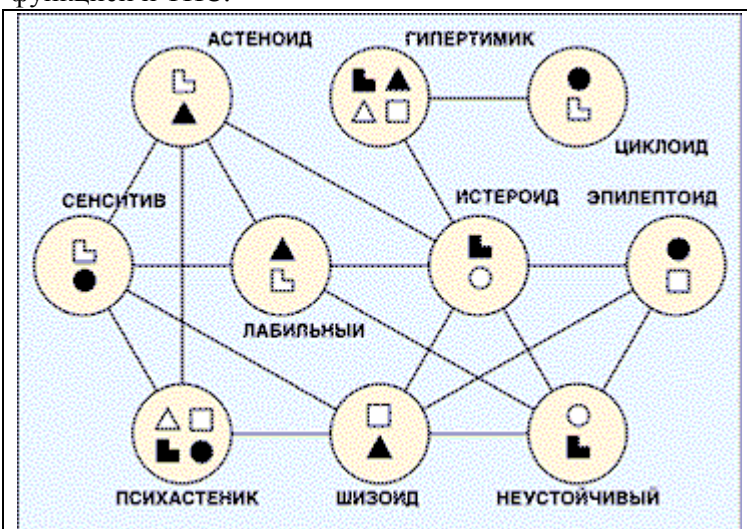 АСТЕНОИД
ГИПЕРТИМИК
ЦИКЛОИД
СЕНСИТИВ
ИСТЕРОИД
ЭПИЛЕПТОИД
ЛАБИЛЬНЫЙ
ПСИХАСТЕНИК
ШИЗОИД
НЕУСТОЙЧИВЫЙ